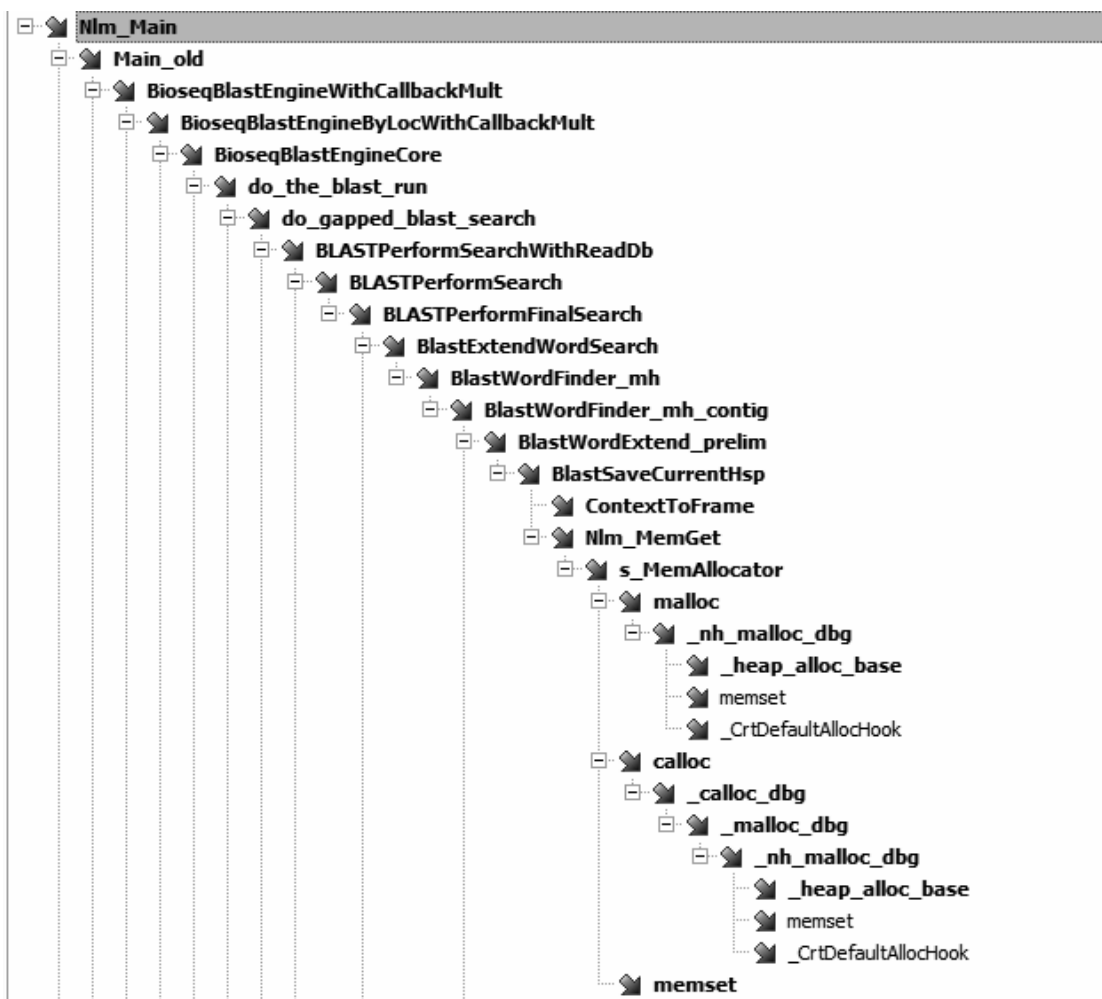 Nlm_Main
Main_old
BioseqBlastEngineWithCallbackMult
BioseqBlastEngineByLocWithCallbackMult
BioseqBlastEngineCore
do_the_blast_run
do_gapped_blast_search
BLASTPerformSearchWithReadDb
BLASTPerformSearch
BLASTPerformFinalSearch
BlastExtendWordSearch
BlastWordFinder_mh
BlastWordFinder_mh_contig
BlastWordExtend_prelim
BlastSaveCurrentHsp
ContextToFrame
Nlm_MemGet
s_MemAllocator
malloc
_nh_malloc_dbg
_heap_alloc_base
memset
_CrtDefaultAllocHook
calloc
_calloc_dbg
_malloc_dbg
_nh_malloc_dbg
_heap_alloc_base
memset
_CrtDefaultAllocHook
memset